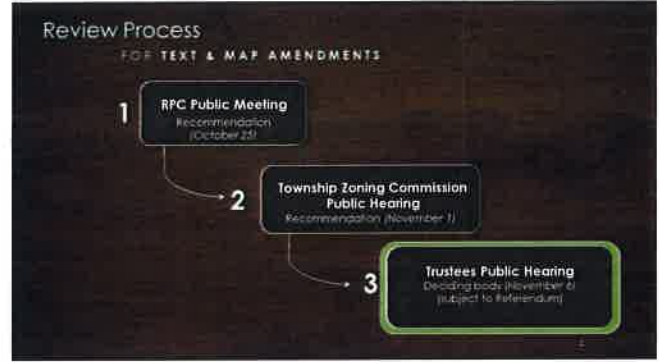 Review Process
FOR TEXT & MAP AMENDMENTS
1
RPC Public Meeting
Recommendation
(October 25)
2
Township Zoning Commission
Public Hearing
Recommendation (November 1)
3
Trustees Public Hearing
Deciding body (November 6)
(subject to Referendum)